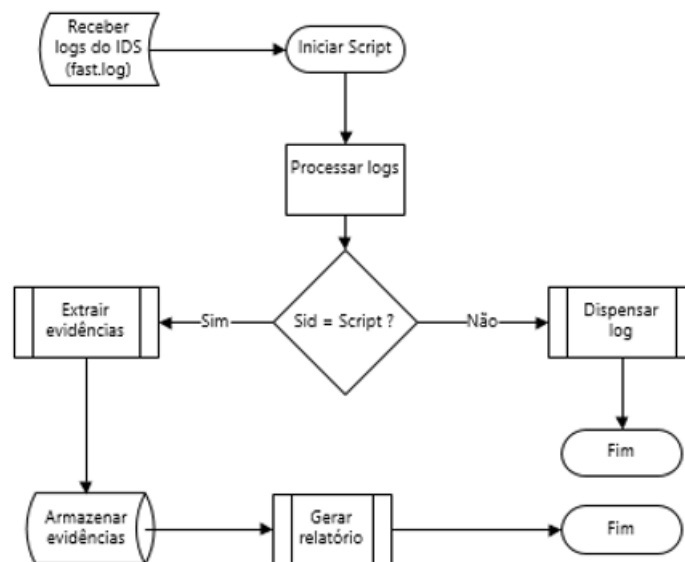 Receber
logs do IDS
(fast.log)
Iniciar Script
Processar logs
Extrair
evidências
Sim
Sid = Script ?
Não
Dispensar
log
Fim
Armazenar
evidências
Gerar
relatório
Fim